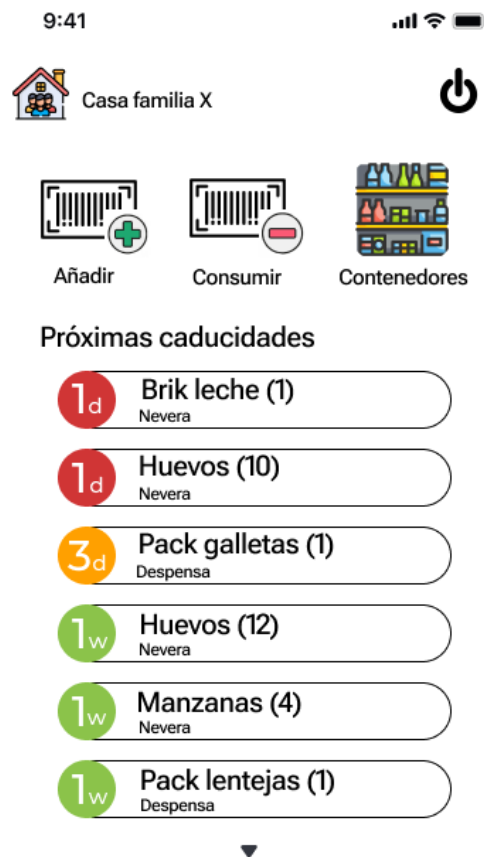 9:41
Casa familia X
Añadir
Consumir
Contenedores
Próximas caducidades
1d
Brik leche (1)
Nevera
1d
Huevos (10)
Nevera
3d
Pack galletas (1)
Despensa
1w
Huevos (12)
Nevera
1w
Manzanas (4)
Nevera
1w
Pack lentejas (1)
Despensa